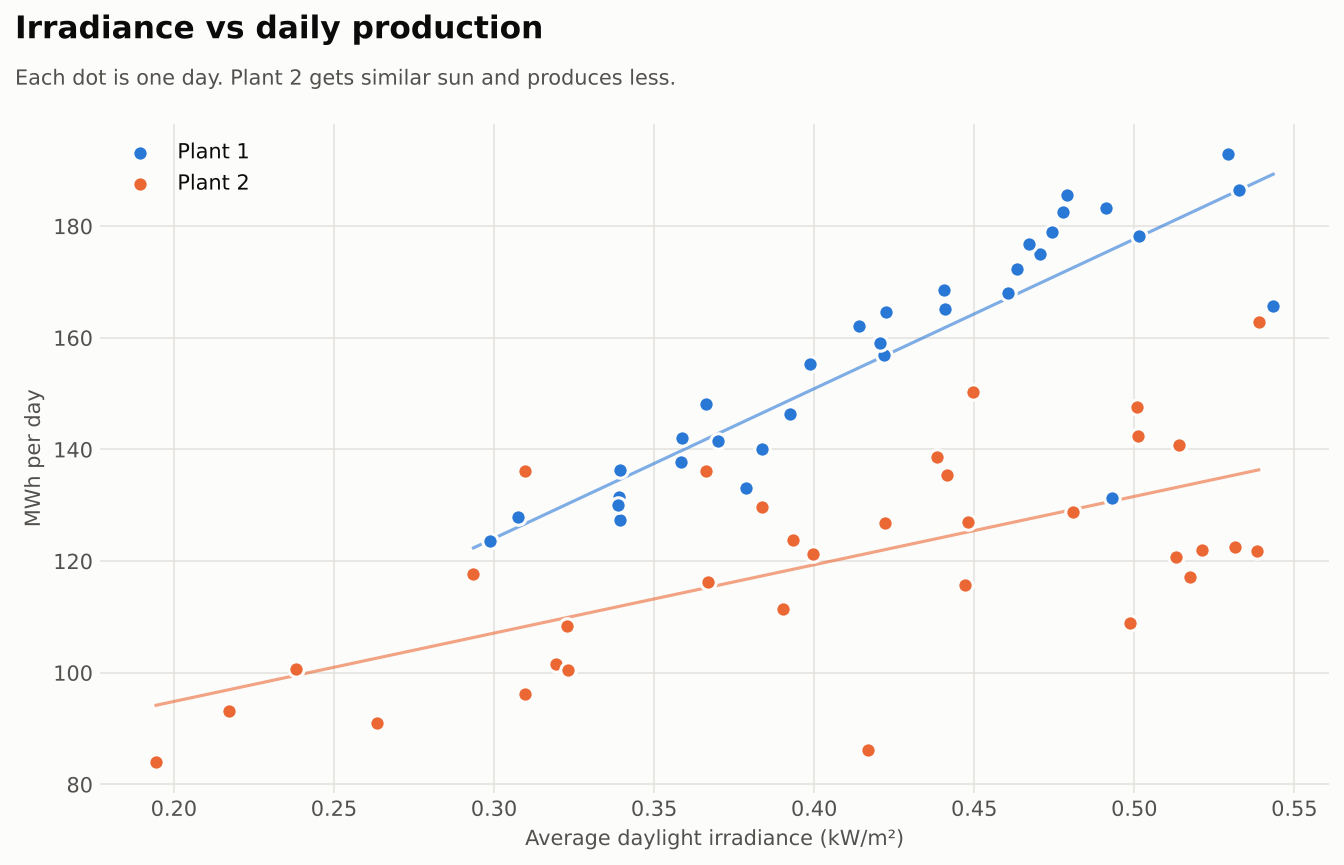 Irradiance vs daily production
Each dot is one day. Plant 2 gets similar sun and produces less.
Plant 1
Plant 2
MWh per day
180
160
140
120
100
80
0.20 0.25 0.30 0.35 0.40 0.45 0.50 0.55
Average daylight irradiance (kW/m²)